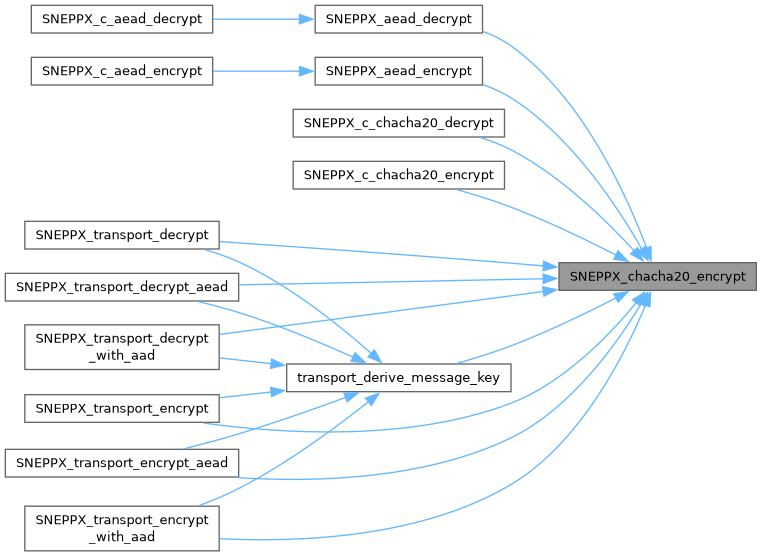 SNEPPX_c_aead_decrypt
SNEPPX_aead_decrypt
SNEPPX_c_aead_encrypt
SNEPPX_aead_encrypt
SNEPPX_c_chacha20_decrypt
SNEPPX_c_chacha20_encrypt
SNEPPX_transport_decrypt
SNEPPX_chacha20_encrypt
SNEPPX_transport_decrypt_aead
SNEPPX_transport_decrypt
_with_aad
transport_derive_message_key
SNEPPX_transport_encrypt
SNEPPX_transport_encrypt_aead
SNEPPX_transport_encrypt
_with_aad